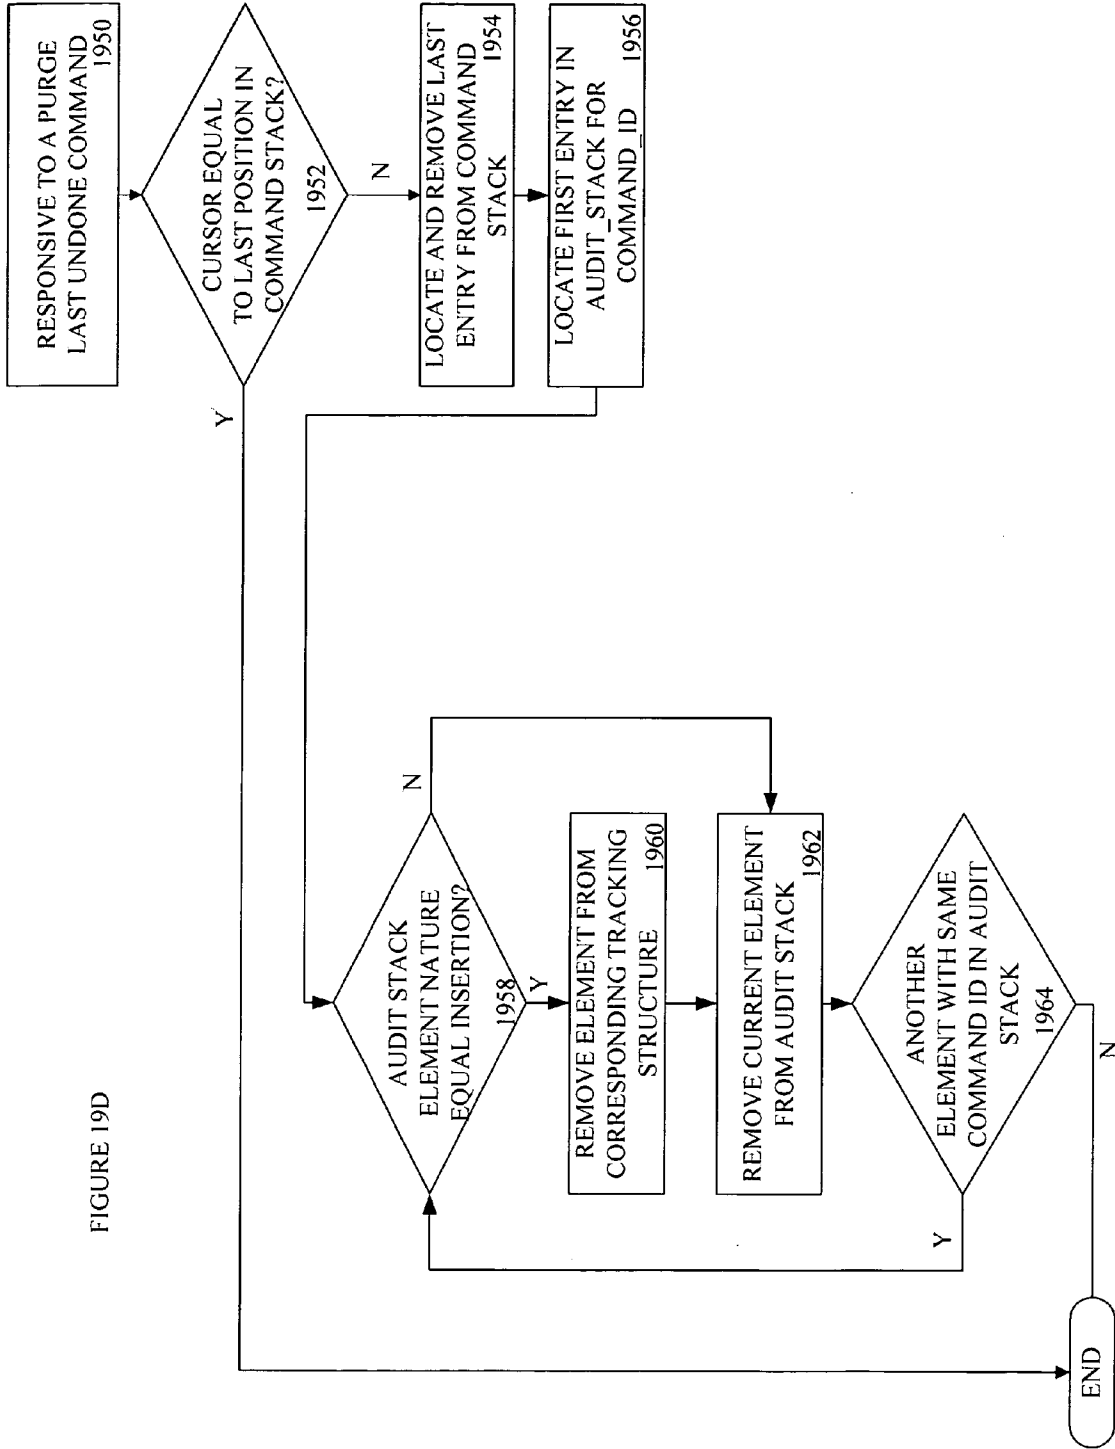 RESPONSIVE TO A PURGE
LAST UNDONE COMMAND
1950
CURSOR EQUAL
TO LAST POSITION IN
COMMAND STACK?
1952
Y
N
LOCATE AND REMOVE LAST
ENTRY FROM COMMAND
STACK
1954
LOCATE FIRST ENTRY IN
AUDIT_STACK FOR
COMMAND_ID
1956
AUDIT STACK
ELEMENT NATURE
EQUAL INSERTION?
1958
N
Y
REMOVE ELEMENT FROM
CORRESPONDING TRACKING
STRUCTURE
1960
REMOVE CURRENT ELEMENT
FROM AUDIT STACK
1962
ANOTHER
ELEMENT WITH SAME
COMMAND ID IN AUDIT
STACK
1964
Y
N
END
FIGURE 19D